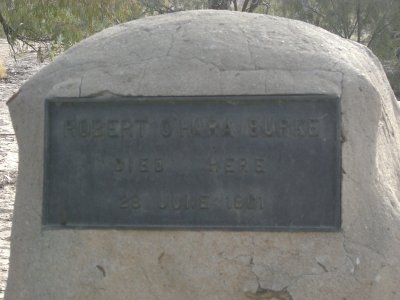 ROBERT O'HARA BURKE
DIED HERE
28 JUNE 1861